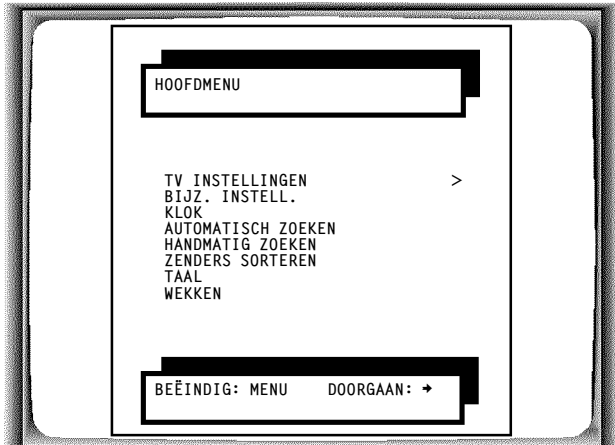 HOOFDMENU
TV INSTELLINGEN >
BIJZ. INSTELL.
KLOK
AUTOMATISCH ZOEKEN
HANDMATIG ZOEKEN
ZENDERS SORTEREN
TAAL
WEKKEN
BEËINDIG: MENU DOORGAAN: →